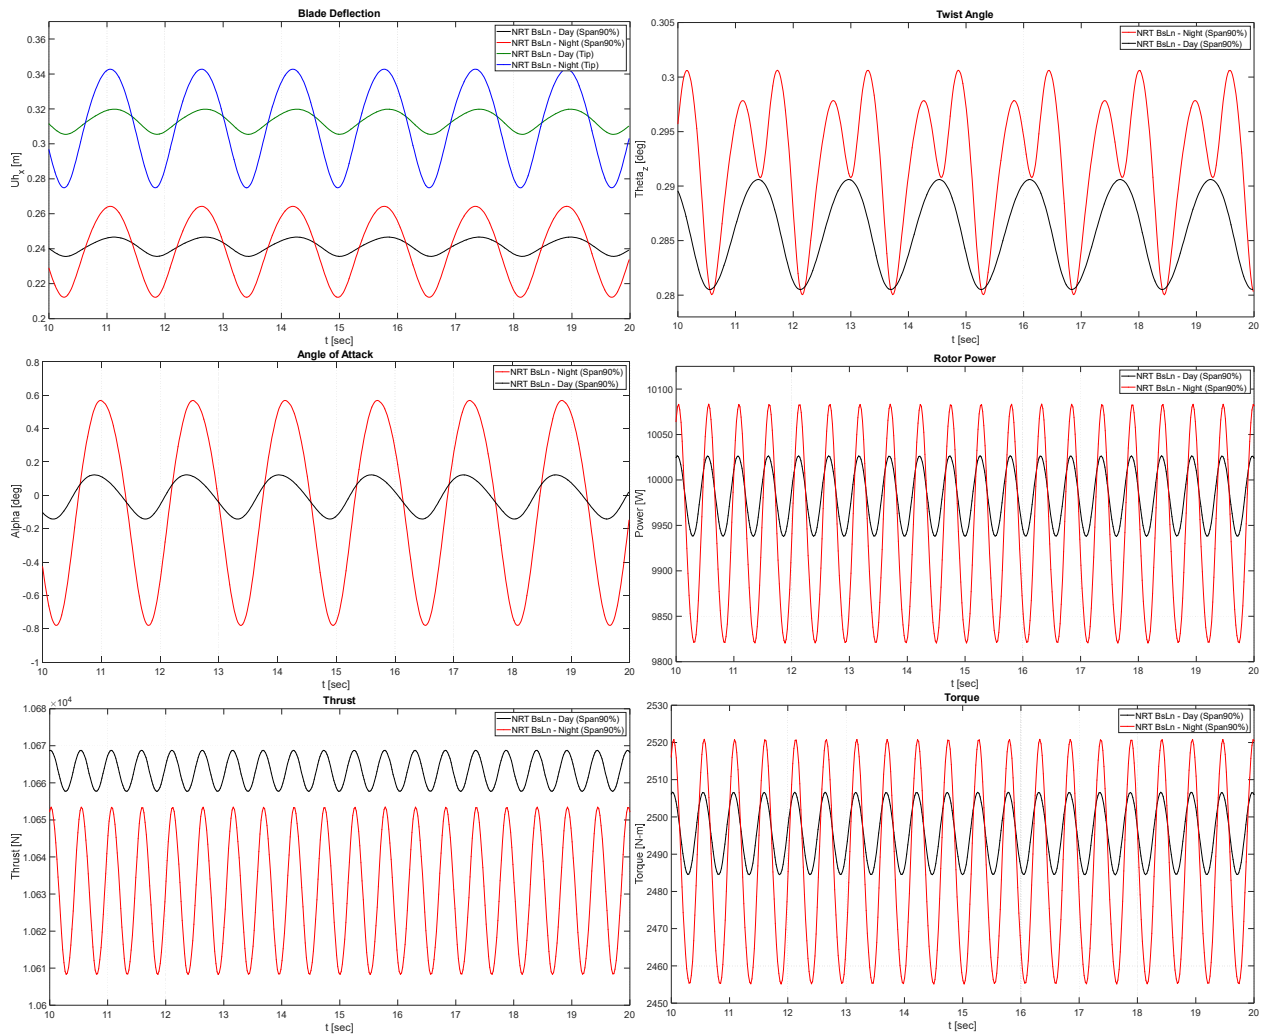 Blade Deflection
NRT BsLn - Day (Span90%)
NRT BsLn - Night (Span90%)
NRT BsLn - Day (Tip)
NRT BsLn - Night (Tip)
0.36
0.34
0.32
0.3
0.28
0.26
0.24
0.22
0.2
Uh_x [m]
10 11 12 13 14 15 16 17 18 19 20
t [sec]
Twist Angle
NRT BsLn - Night (Span90%)
NRT BsLn - Day (Span90%)
0.305
0.3
0.295
0.29
0.285
0.28
Theta_z [deg]
10 11 12 13 14 15 16 17 18 19 20
t [sec]
Angle of Attack
NRT BsLn - Night (Span90%)
NRT BsLn - Day (Span90%)
0.8
0.6
0.4
0.2
0
-0.2
-0.4
-0.6
-0.8
-1
Alpha [deg]
10 11 12 13 14 15 16 17 18 19 20
t [sec]
Rotor Power
NRT BsLn - Day (Span90%)
NRT BsLn - Night (Span90%)
10100
10050
10000
9950
9900
9850
9800
Power [W]
10 11 12 13 14 15 16 17 18 19 20
t [sec]
Thrust
×10⁴
NRT BsLn - Day (Span90%)
NRT BsLn - Night (Span90%)
1.068
1.067
1.066
1.065
1.064
1.063
1.062
1.061
1.06
Thrust [N]
10 11 12 13 14 15 16 17 18 19 20
t [sec]
Torque
NRT BsLn - Day (Span90%)
NRT BsLn - Night (Span90%)
2530
2520
2510
2500
2490
2480
2470
2460
2450
Torque [N-m]
10 11 12 13 14 15 16 17 18 19 20
t [sec]